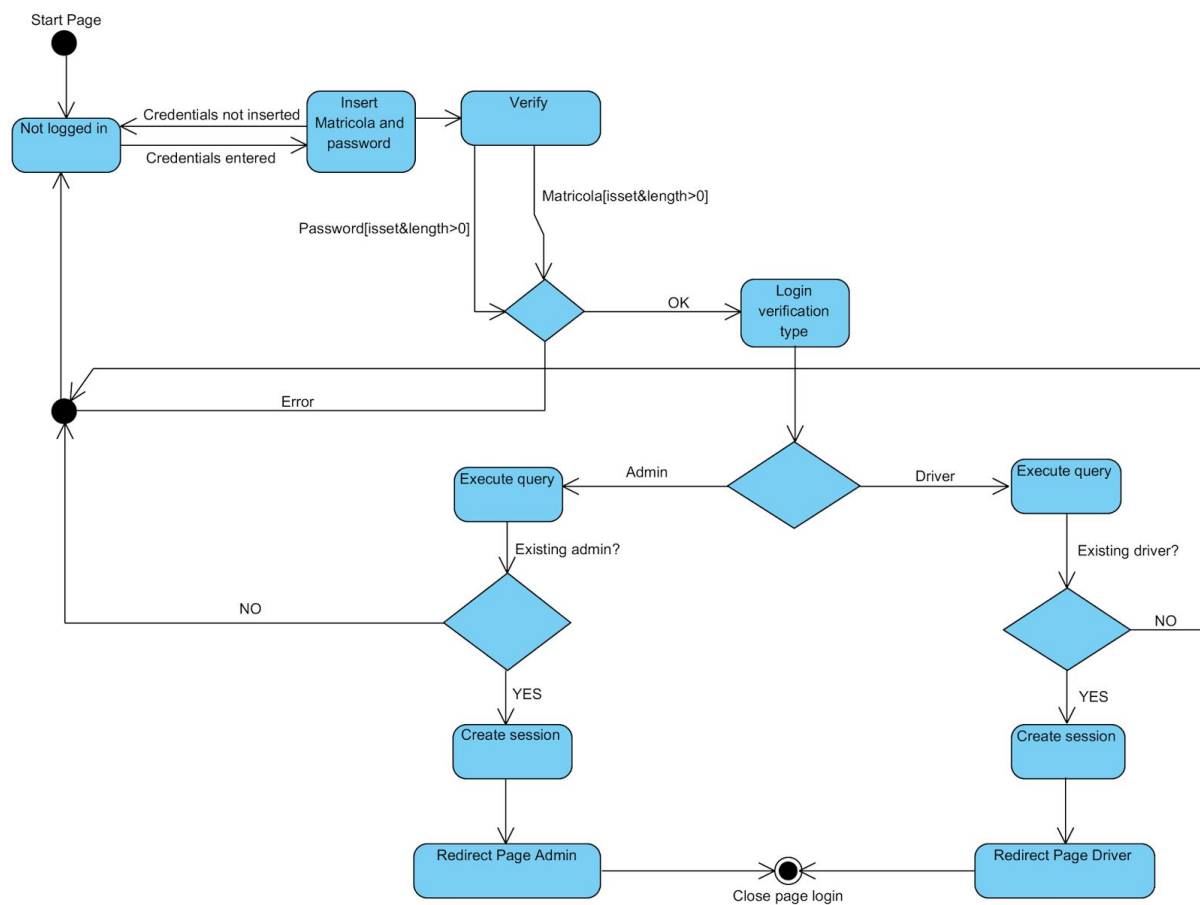 Start Page
Not logged in
Credentials not inserted
Credentials entered
Insert
Matricola and
password
Verify
Matricola[isset&length>0]
Password[isset&length>0]
OK
Login
verification
type
Error
Admin
Driver
Execute query
Execute query
Existing admin?
Existing driver?
NO
NO
YES
YES
Create session
Create session
Redirect Page Admin
Redirect Page Driver
Close page login